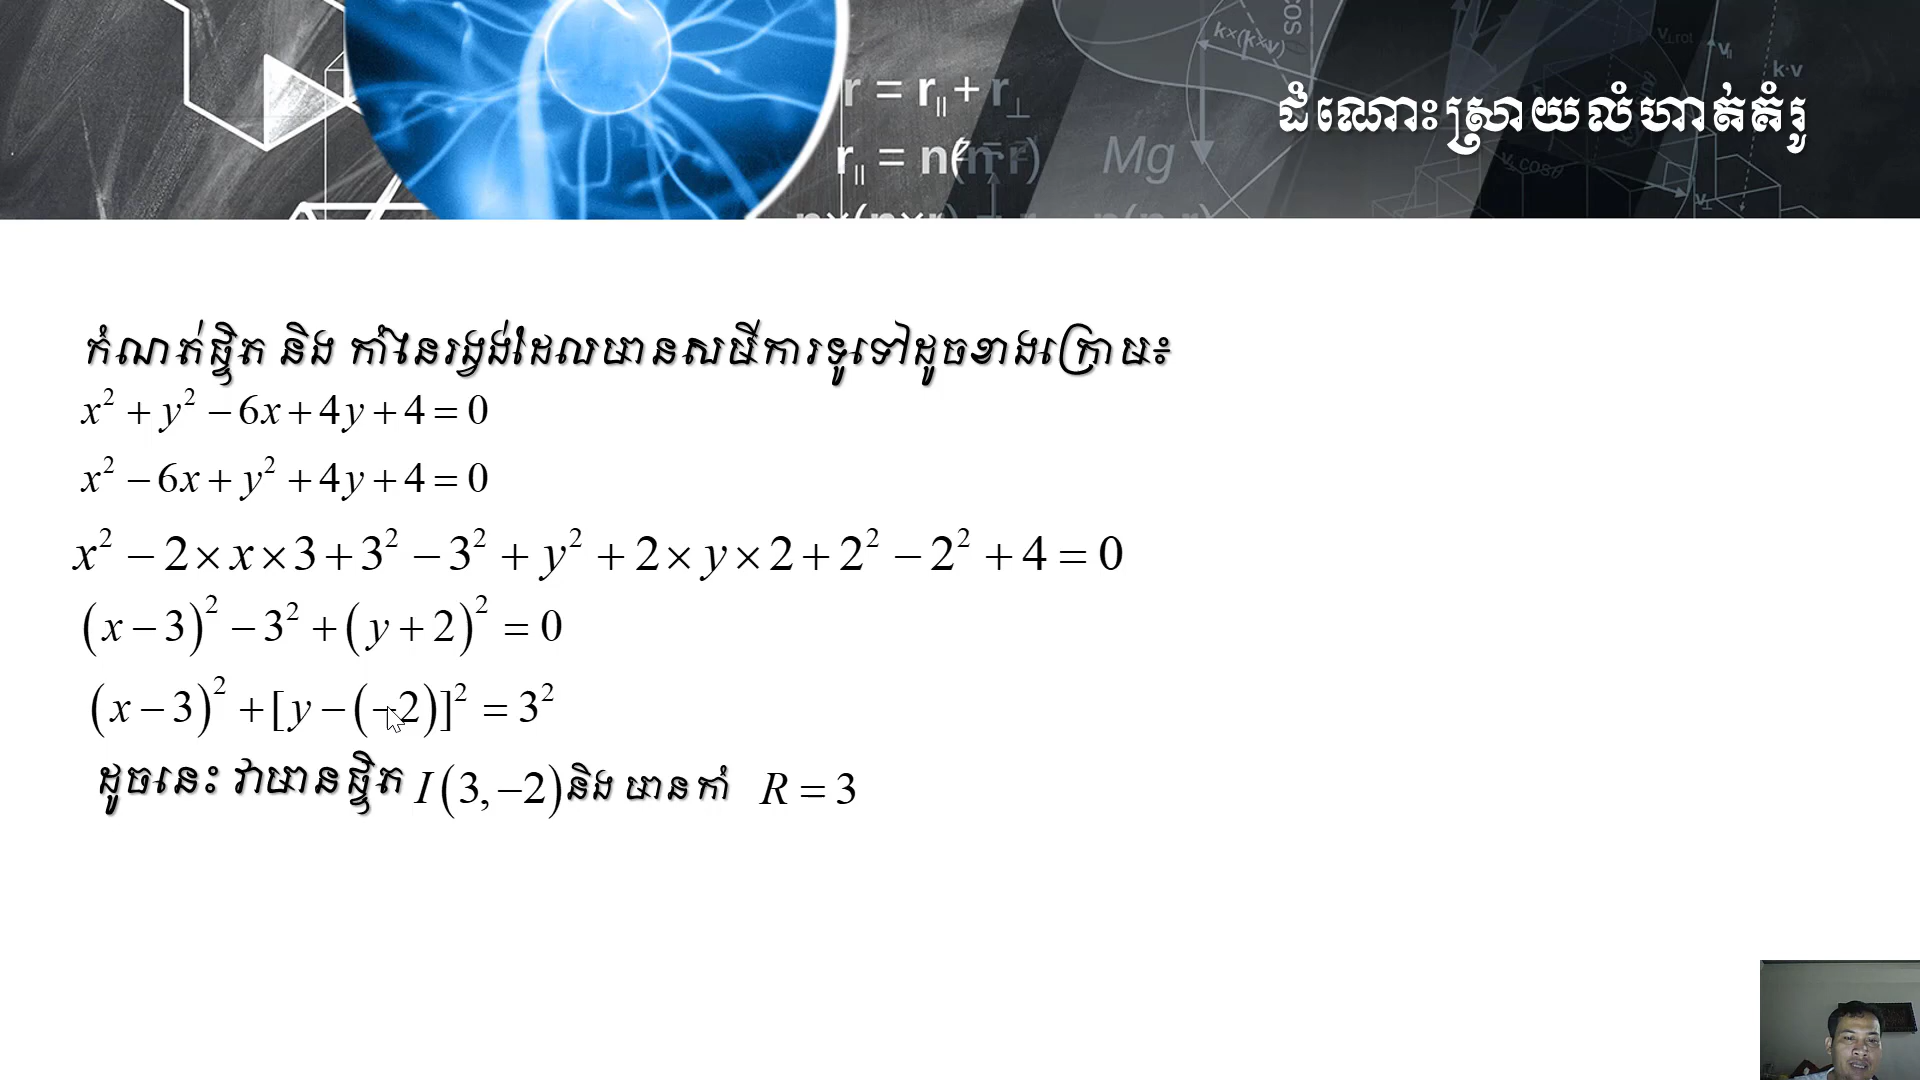 r = r∥ + r⊥
r∥ = n(
Mg
k×(k×v)
cosθ
v⊥rot
v∥
k·v
ដំណោះស្រាយលំហាត់គំរូ
v⊥cosθ
v⊥
កំណត់ផ្ចិត និង កាំនៃរង្វង់ដែលមានសមីការទូទៅដូចខាងក្រោម៖
x² + y² − 6x + 4y + 4 = 0
x² − 6x + y² + 4y + 4 = 0
x² − 2 × x × 3 + 3² − 3² + y² + 2 × y × 2 + 2² − 2² + 4 = 0
(x − 3)² − 3² + (y + 2)² = 0
(x − 3)² + [y − (−2)]² = 3²
ដូចនេះ វាមានផ្ចិត I(3, −2) និង មានកាំ R = 3